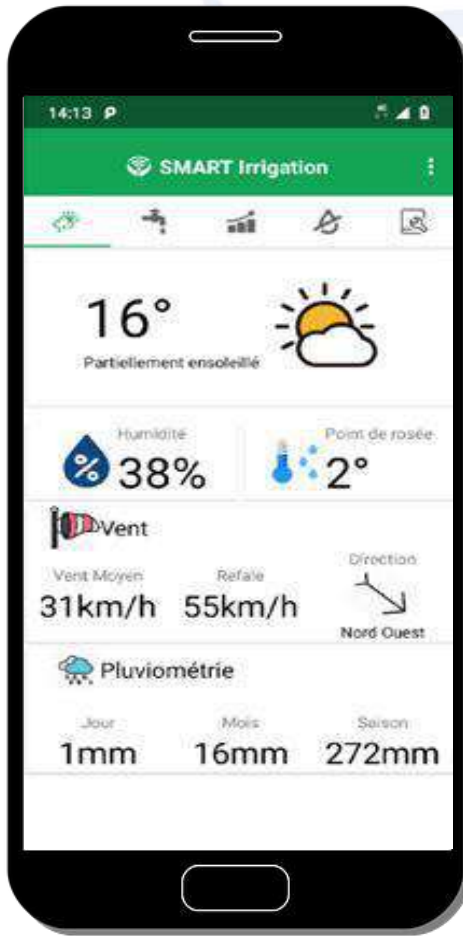 14:13
SMART Irrigation
16°
Partiellement ensoleillé
Humidité
38%
Point de rosée
2°
Vent
Vent Moyen
Refale
Direction
31km/h
55km/h
Nord Ouest
Pluviométrie
Jour
Mois
Saison
1mm
16mm
272mm